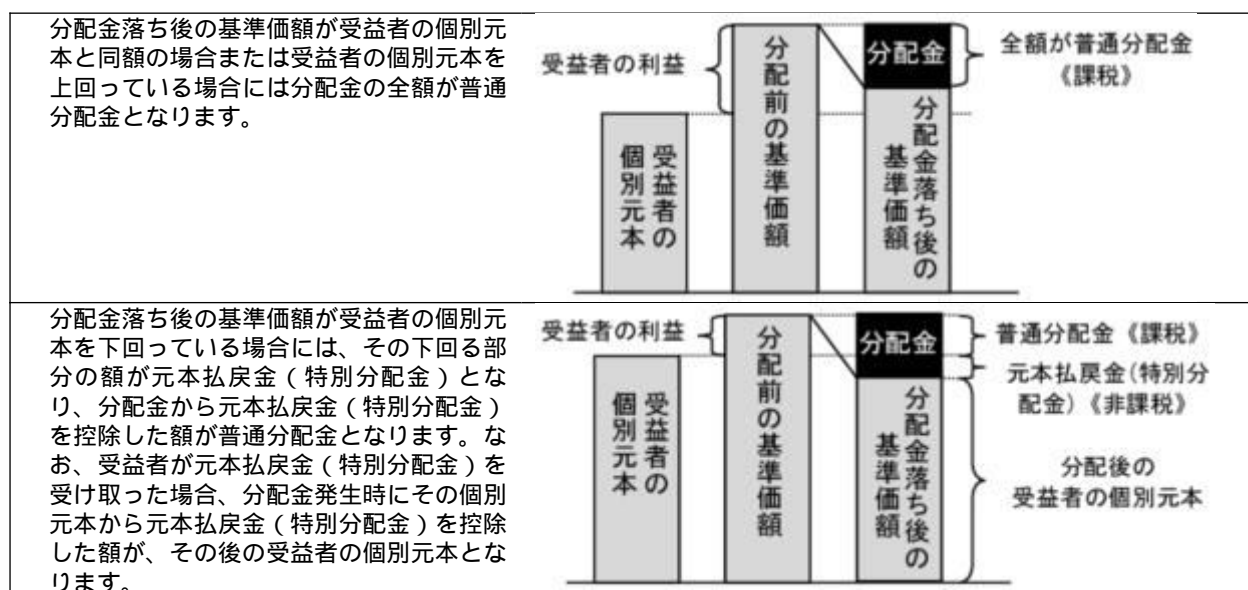 分配金落ち後の基準価額が受益者の個別元
本と同額の場合または受益者の個別元本を
上回っている場合には分配金の全額が普通
分配金となります。
受益者の利益
受益者の
個別元本
分配前の基準価額
分配金
分配金落ち後の
基準価額
全額が普通分配金
《課税》
分配金落ち後の基準価額が受益者の個別元
本を下回っている場合には、その下回る部
分の額が元本払戻金（特別分配金）とな
り、分配金から元本払戻金（特別分配金）
を控除した額が普通分配金となります。な
お、受益者が元本払戻金（特別分配金）を
受け取った場合、分配金発生時にその個別
元本から元本払戻金（特別分配金）を控除
した額が、その後の受益者の個別元本とな
ります。
受益者の利益
受益者の
個別元本
分配前の基準価額
分配金
分配金落ち後の
基準価額
普通分配金《課税》
元本払戻金（特別分
配金）《非課税》
分配後の
受益者の個別元本